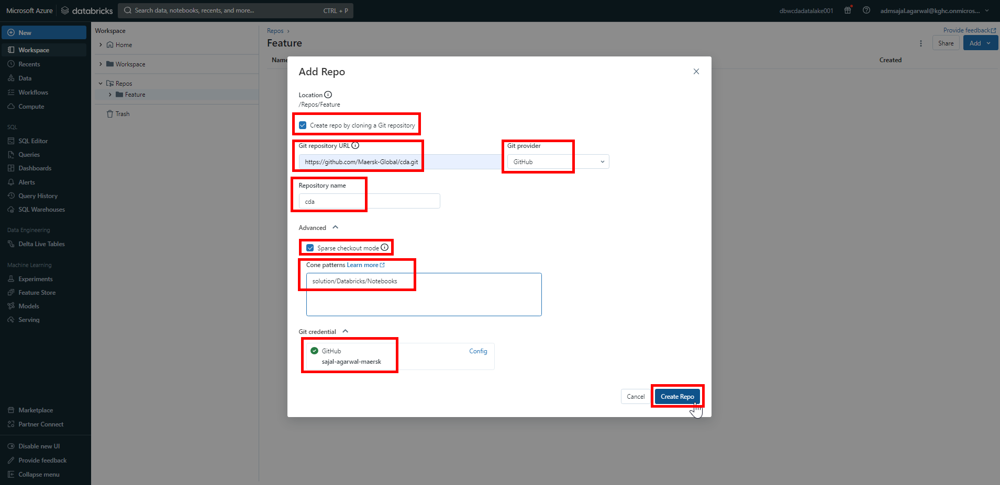 Microsoft Azure databricks Search data, notebooks, recents, and more... CTRL + P dbwcdadatalake001 admsajal.agarwal@kghc.onmicros...
New
Workspace
Recents
Data
Workflows
Compute
SQL
SQL Editor
Queries
Dashboards
Alerts
Query History
SQL Warehouses
Data Engineering
Delta Live Tables
Machine Learning
Experiments
Feature Store
Models
Serving
Marketplace
Partner Connect
Disable new UI
Provide feedback
Collapse menu
Workspace
Home
Workspace
Repos
Feature
Trash
Repos ›
Provide feedback
Feature
Share Add
Name Created
Add Repo
Location
/Repos/Feature
Create repo by cloning a Git repository
Git repository URL Git provider
https://github.com/Maersk-Global/cda.git GitHub
Repository name
cda
Advanced
Sparse checkout mode
Cone patterns Learn more
solution/Databricks/Notebooks
Git credential
GitHub Config
sajal-agarwal-maersk
Cancel Create Repo